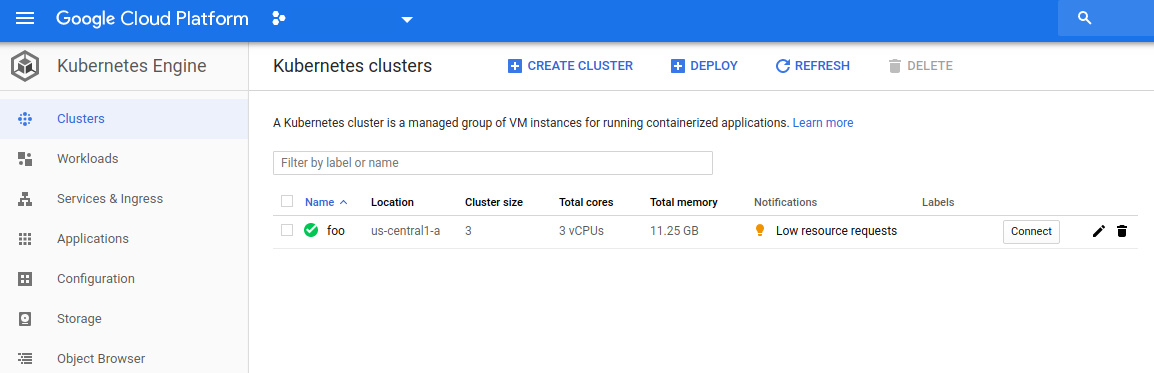 Google Cloud Platform
Kubernetes Engine
Kubernetes clusters
CREATE CLUSTER
DEPLOY
REFRESH
DELETE
Clusters
Workloads
Services & Ingress
Applications
Configuration
Storage
Object Browser
A Kubernetes cluster is a managed group of VM instances for running containerized applications. Learn more
Filter by label or name
Name Location Cluster size Total cores Total memory Notifications Labels
foo us-central1-a 3 3 vCPUs 11.25 GB Low resource requests Connect